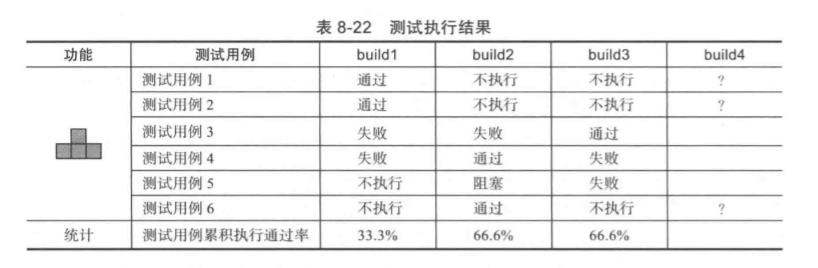 表 8-22 测试执行结果
功能 测试用例 build1 build2 build3 build4
测试用例 1 通过 不执行 不执行 ?
测试用例 2 通过 不执行 不执行 ?
测试用例 3 失败 失败 通过
测试用例 4 失败 通过 失败
测试用例 5 不执行 阻塞 失败
测试用例 6 不执行 通过 不执行 ?
统计 测试用例累积执行通过率 33.3% 66.6% 66.6%